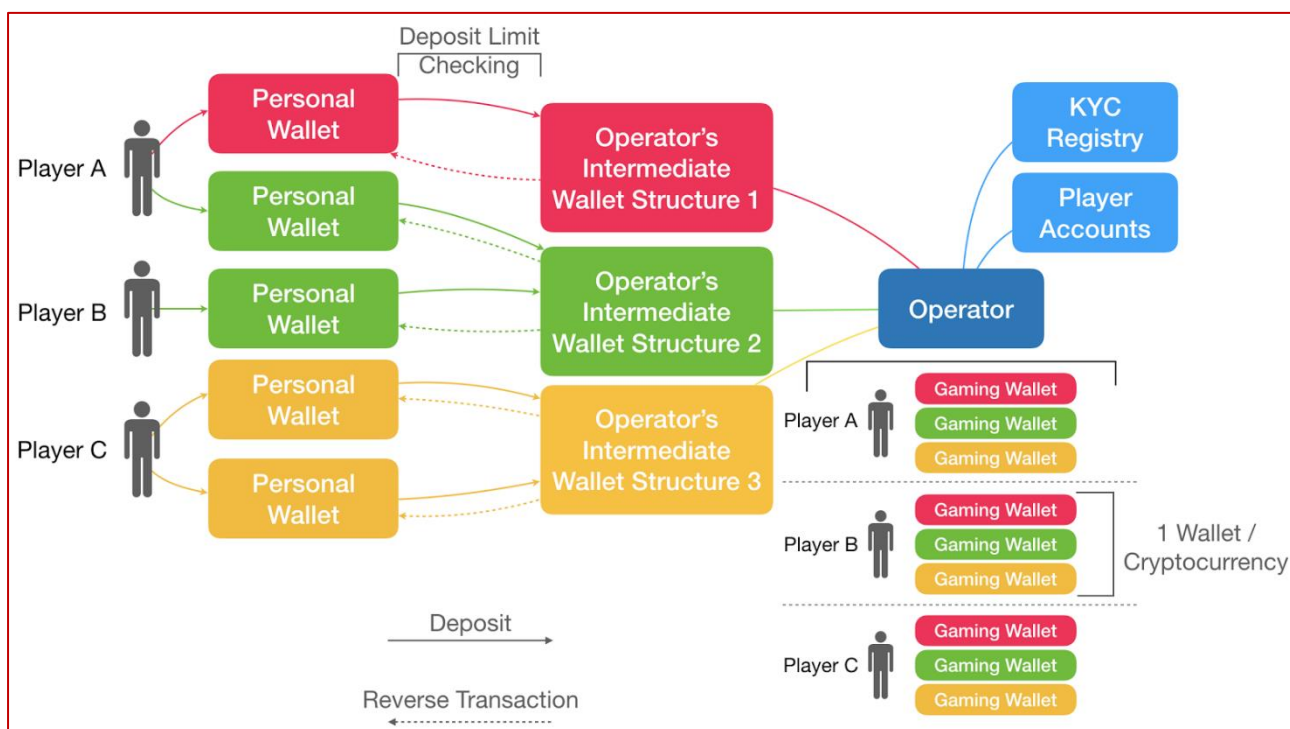 Deposit Limit
Checking
Player A
Personal
Wallet
Personal
Wallet
Player B
Personal
Wallet
Player C
Personal
Wallet
Personal
Wallet
Operator's
Intermediate
Wallet Structure 1
Operator's
Intermediate
Wallet Structure 2
Operator's
Intermediate
Wallet Structure 3
KYC
Registry
Player
Accounts
Operator
Player A
Gaming Wallet
Gaming Wallet
Gaming Wallet
Player B
Gaming Wallet
Gaming Wallet
Gaming Wallet
1 Wallet /
Cryptocurrency
Player C
Gaming Wallet
Gaming Wallet
Gaming Wallet
Deposit
Reverse Transaction